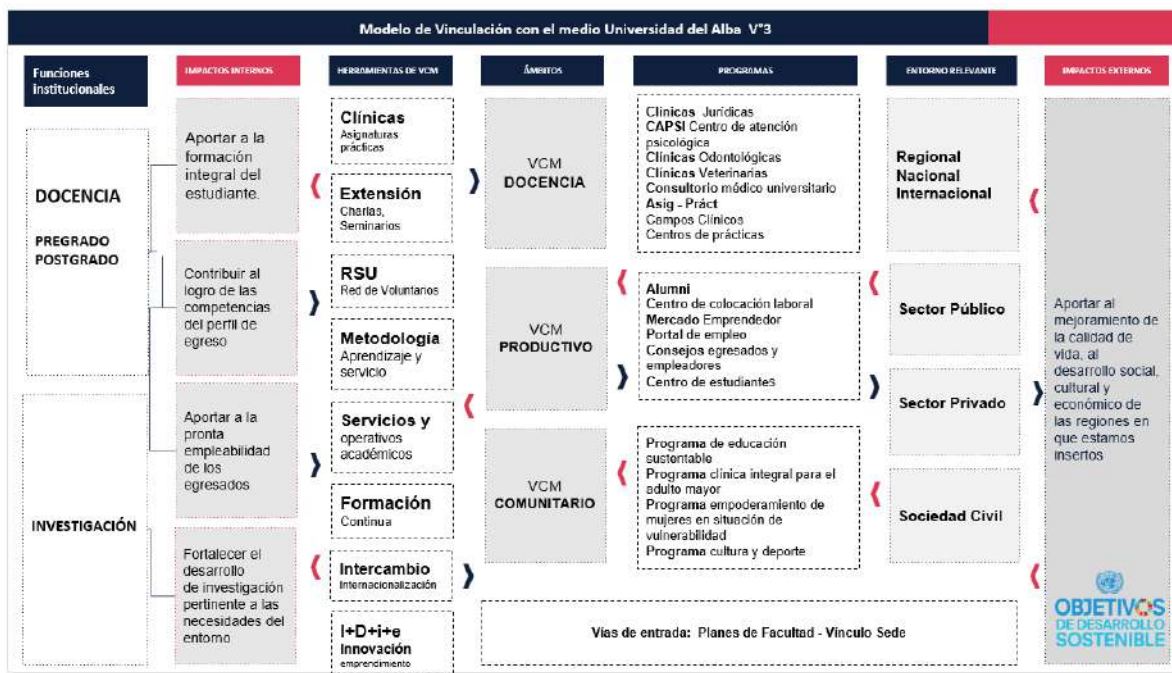 Modelo de Vinculación con el medio Universidad del Alba V°3
Funciones
institucionales
IMPACTOS INTERNOS
HERRAMIENTAS DE VCM
ÁMBITOS
PROGRAMAS
ENTORNO RELEVANTE
IMPACTOS EXTERNOS
DOCENCIA
PREGRADO
POSTGRADO
INVESTIGACIÓN
Aportar a la
formación
integral del
estudiante.
Contribuir al
logro de las
competencias
del perfil de
egreso
Aportar a la
pronta
empleabilidad
de los
egresados
Fortalecer el
desarrollo
de investigación
pertinente a las
necesidades del
entorno
Clínicas
Asignaturas
prácticas
Extensión
Charlas,
Seminarios
RSU
Red de Voluntarios
Metodología
Aprendizaje y
servicio
Servicios y
operativos
académicos
Formación
Continua
Intercambio
Internacionalización
I+D+i+e
Innovación
emprendimiento
VCM
DOCENCIA
VCM
PRODUCTIVO
VCM
COMUNITARIO
Clínicas Jurídicas
CAPSI Centro de atención
psicológica
Clínicas Odontológicas
Clínicas Veterinarias
Consultorio médico universitario
Asig - Práct
Campos Clínicos
Centros de prácticas
Alumni
Centro de colocación laboral
Mercado Emprendedor
Portal de empleo
Consejos egresados y
empleadores
Centro de estudiantes
Programa de educación
sustentable
Programa clínica integral para el
adulto mayor
Programa empoderamiento de
mujeres en situación de
vulnerabilidad
Programa cultura y deporte
Vías de entrada: Planes de Facultad - Vínculo Sede
Regional
Nacional
Internacional
Sector Público
Sector Privado
Sociedad Civil
Aportar al
mejoramiento de
la calidad de
vida, al
desarrollo social,
cultural y
económico de
las regiones en
que estamos
insertos
OBJETIVOS
DE DESARROLLO
SOSTENIBLE